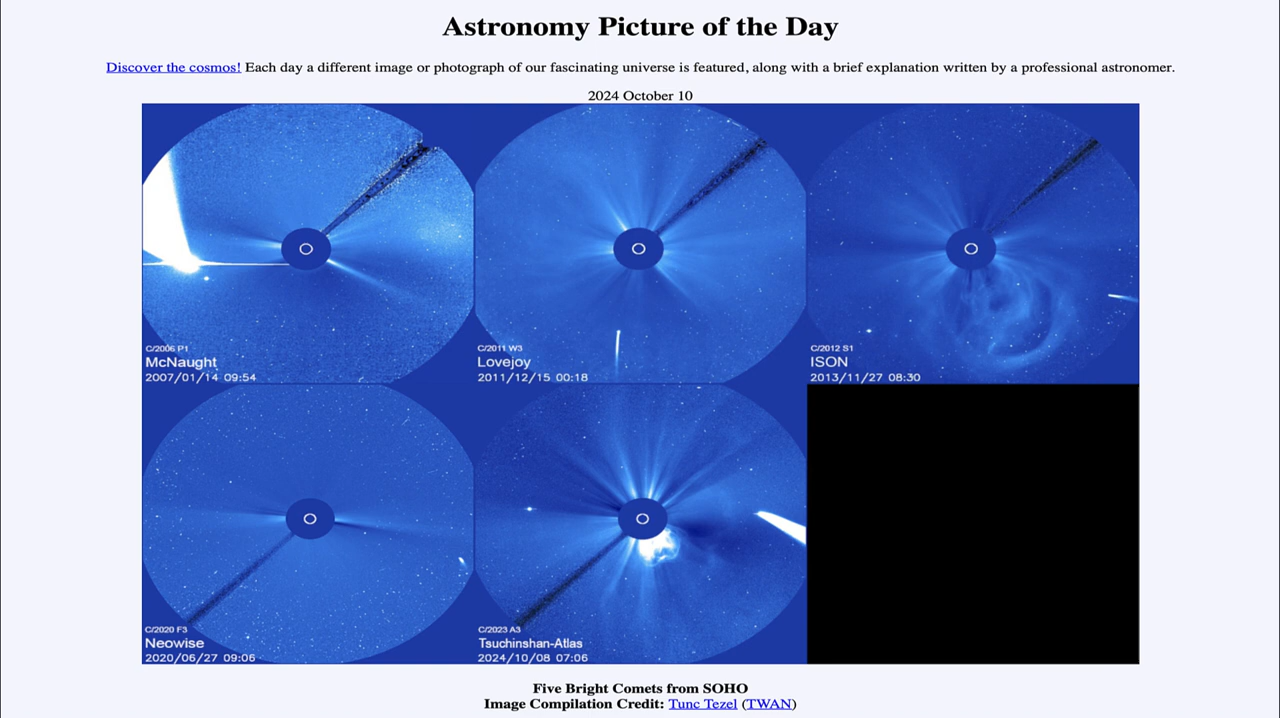 Astronomy Picture of the Day
Discover the cosmos! Each day a different image or photograph of our fascinating universe is featured, along with a brief explanation written by a professional astronomer.
2024 October 10
C/2006 P1
McNaught
2007/01/14 09:54
C/2011 W3
Lovejoy
2011/12/15 00:18
C/2012 S1
ISON
2013/11/27 08:30
C/2020 F3
Neowise
2020/06/27 09:06
C/2023 A3
Tsuchinshan-Atlas
2024/10/08 07:06
Five Bright Comets from SOHO
Image Compilation Credit: Tunc Tezel (TWAN)